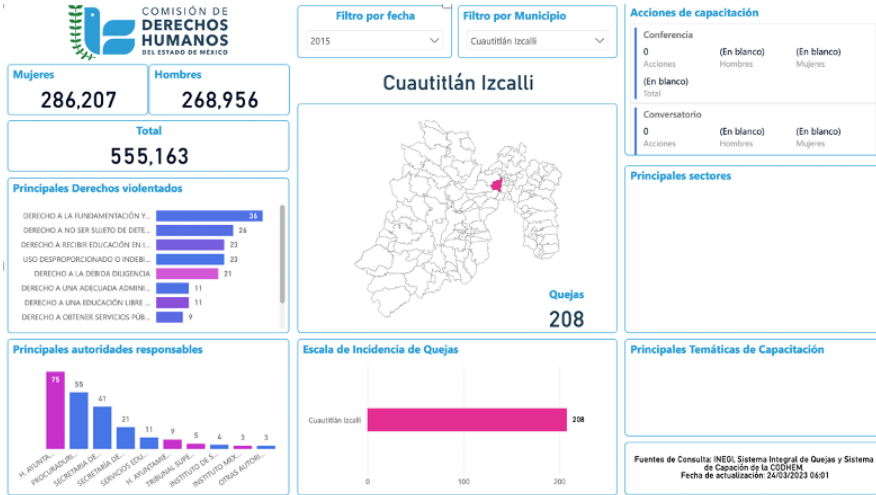 COMISIÓN DE
DERECHOS
HUMANOS
DEL ESTADO DE MÉXICO
Filtro por fecha
2015
Filtro por Municipio
Cuautitlán Izcalli
Mujeres
286,207
Hombres
268,956
Total
555,163
Cuautitlán Izcalli
Quejas
208
Principales Derechos violentados
DERECHO A LA FUNDAMENTACIÓN Y... 36
DERECHO A NO SER SUJETO DE DETE... 26
DERECHO A RECIBIR EDUCACIÓN EN L... 23
USO DESPROPORCIONADO O INDEBI... 23
DERECHO A LA DEBIDA DILIGENCIA 21
DERECHO A UNA ADECUADA ADMINI... 11
DERECHO A UNA EDUCACIÓN LIBRE ... 11
DERECHO A OBTENER SERVICIOS PÚB... 9
Principales autoridades responsables
75 55 41 21 11 9 5 4 3 3
H. AYUNTA...
PROCURADURI...
SECRETARIA DE...
SECRETARÍA DE...
SERVICIOS EDU...
H. AYUNTAMIE...
TRIBUNAL SUPE...
INSTITUTO DE S...
INSTITUTO MEX...
OTRAS AUTORI...
Escala de Incidencia de Quejas
Cuautitlán Izcalli 208
0 100 200
Acciones de capacitación
Conferencia
0 (En blanco) (En blanco)
Acciones Hombres Mujeres
(En blanco)
Total
Conversatorio
0 (En blanco) (En blanco)
Acciones Hombres Mujeres
Principales sectores
Principales Temáticas de Capacitación
Fuentes de Consulta: INEGI, Sistema Integral de Quejas y Sistema
de Capación de la CODHEM.
Fecha de actualización: 24/03/2023 06:01